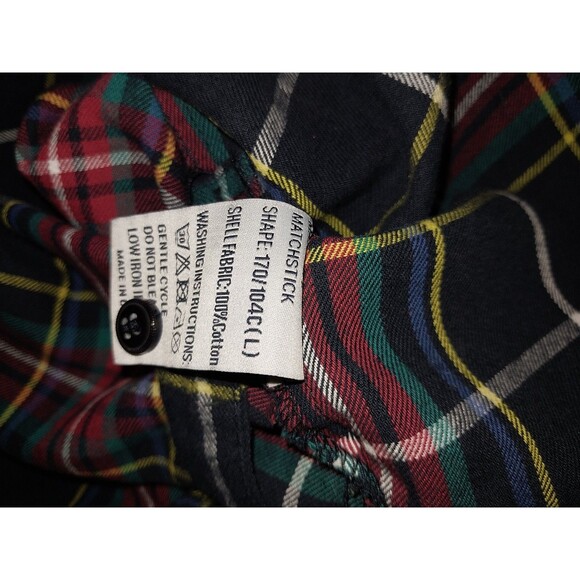 MATCHSTICK
SHAPE:170/104C(L)
SHELL FABRIC:100%Cotton
WASHING INSTRUCTIONS:
30
GENTLE CYCLE
DO NOT BLE
LOW IRON
MADE IN